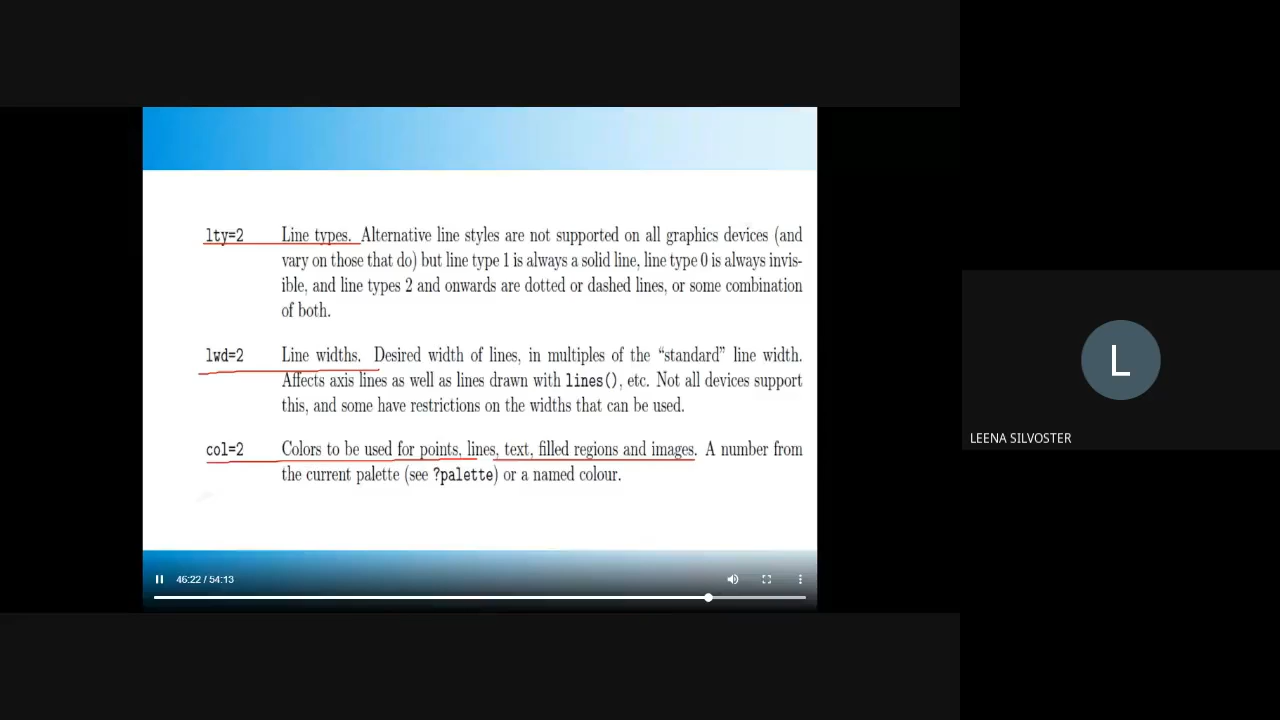 lty=2 Line types. Alternative line styles are not supported on all graphics devices (and
vary on those that do) but line type 1 is always a solid line, line type 0 is always invis-
ible, and line types 2 and onwards are dotted or dashed lines, or some combination
of both.
lwd=2 Line widths. Desired width of lines, in multiples of the “standard” line width.
Affects axis lines as well as lines drawn with lines(), etc. Not all devices support
this, and some have restrictions on the widths that can be used.
col=2 Colors to be used for points, lines, text, filled regions and images. A number from
the current palette (see ?palette) or a named colour.
46:22 / 54:13
L
LEENA SILVOSTER